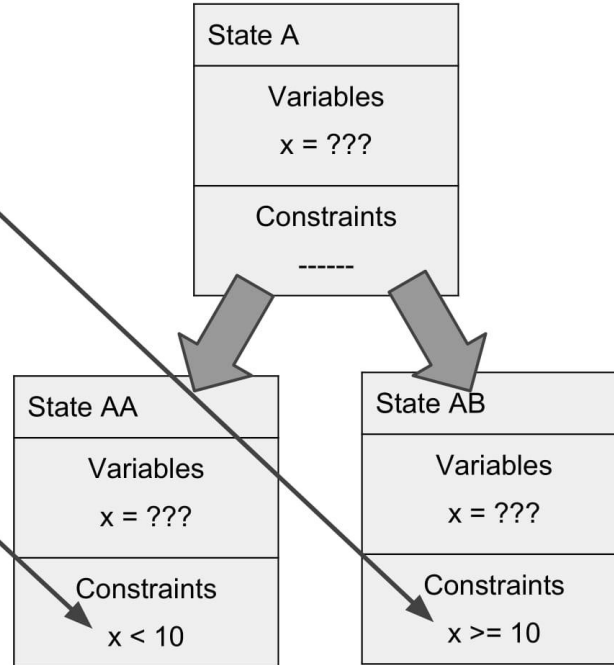 State A
Variables
x = ???
Constraints
------
State AA
Variables
x = ???
Constraints
x < 10
State AB
Variables
x = ???
Constraints
x >= 10